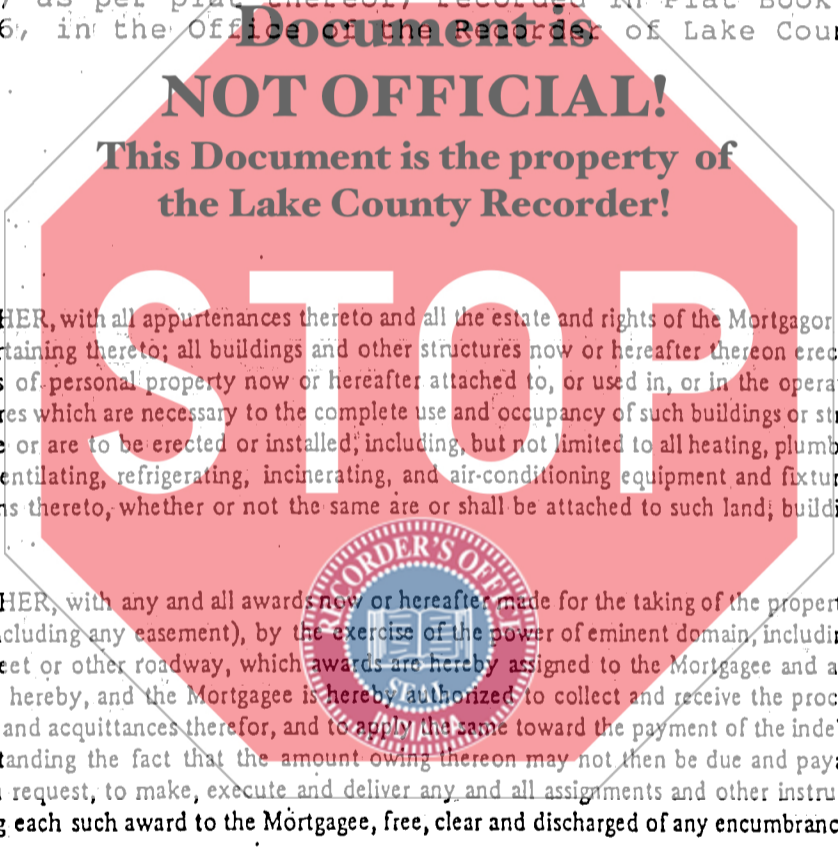 as per plat thereof, recorded in Plat Book
6, in the Office of the Recorder of Lake Cour
Document is
NOT OFFICIAL!
This Document is the property of
the Lake County Recorder!
STOP
HER, with all appurtenances thereto and all the estate and rights of the Mortgagor
rtaining thereto; all buildings and other structures now or hereafter thereon erec
s of personal property now or hereafter attached to, or used in, or in the opera
res which are necessary to the complete use and occupancy of such buildings or str
e or are to be erected or installed; including, but not limited to all heating, plumb
entilating, refrigerating, incinerating, and air-conditioning equipment and fixtur
ns thereto, whether or not the same are or shall be attached to such land; buildi
RECORDER'S OFFICE
SEAL
INDIANA
HER, with any and all awards now or hereafter made for the taking of the proper
cluding any easement), by the exercise of the power of eminent domain, includi
eet or other roadway, which awards are hereby assigned to the Mortgagee and a
hereby, and the Mortgagee is hereby authorized to collect and receive the proc
and acquittances therefor, and to apply the same toward the payment of the inde
tanding the fact that the amount owing thereon may not then be due and paya
request, to make, execute and deliver any and all assignments and other instru
g each such award to the Mortgagee, free, clear and discharged of any encumbranc